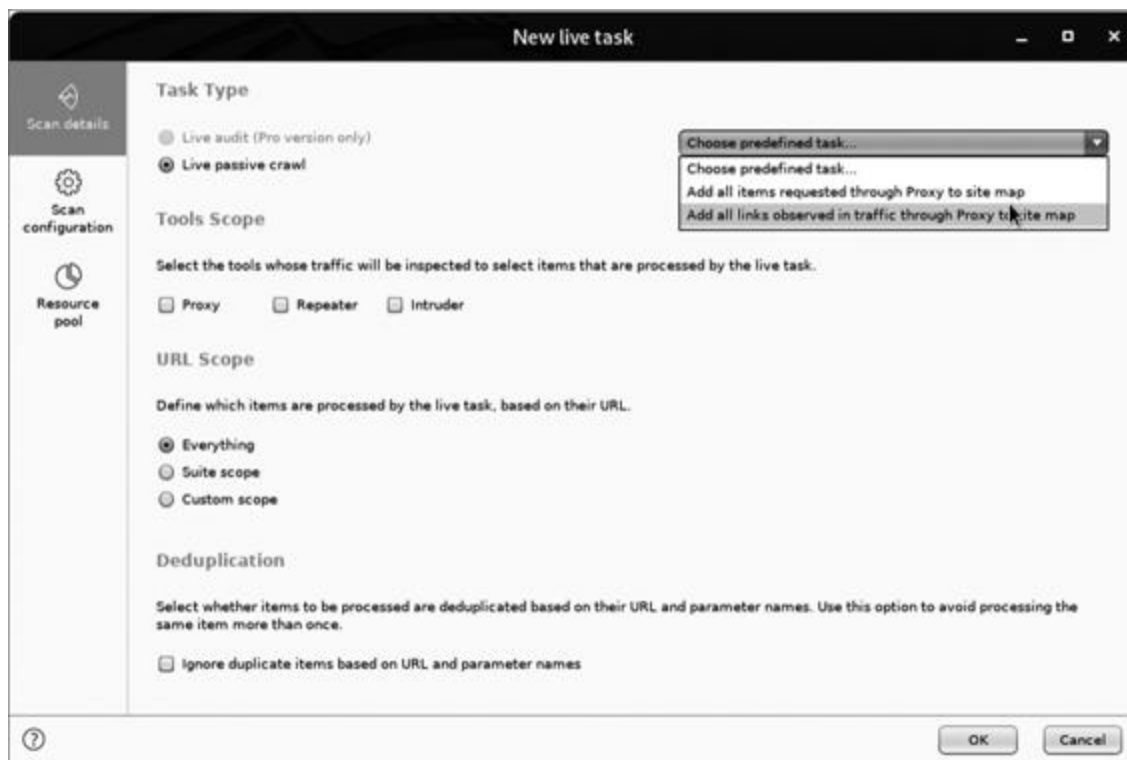 New live task
Scan details
Scan
configuration
Resource
pool
Task Type
Live audit (Pro version only)
Live passive crawl
Choose predefined task...
Choose predefined task...
Add all items requested through Proxy to site map
Add all links observed in traffic through Proxy to site map
Tools Scope
Select the tools whose traffic will be inspected to select items that are processed by the live task.
Proxy Repeater Intruder
URL Scope
Define which items are processed by the live task, based on their URL.
Everything
Suite scope
Custom scope
Deduplication
Select whether items to be processed are deduplicated based on their URL and parameter names. Use this option to avoid processing the
same item more than once.
Ignore duplicate items based on URL and parameter names
?
OK Cancel